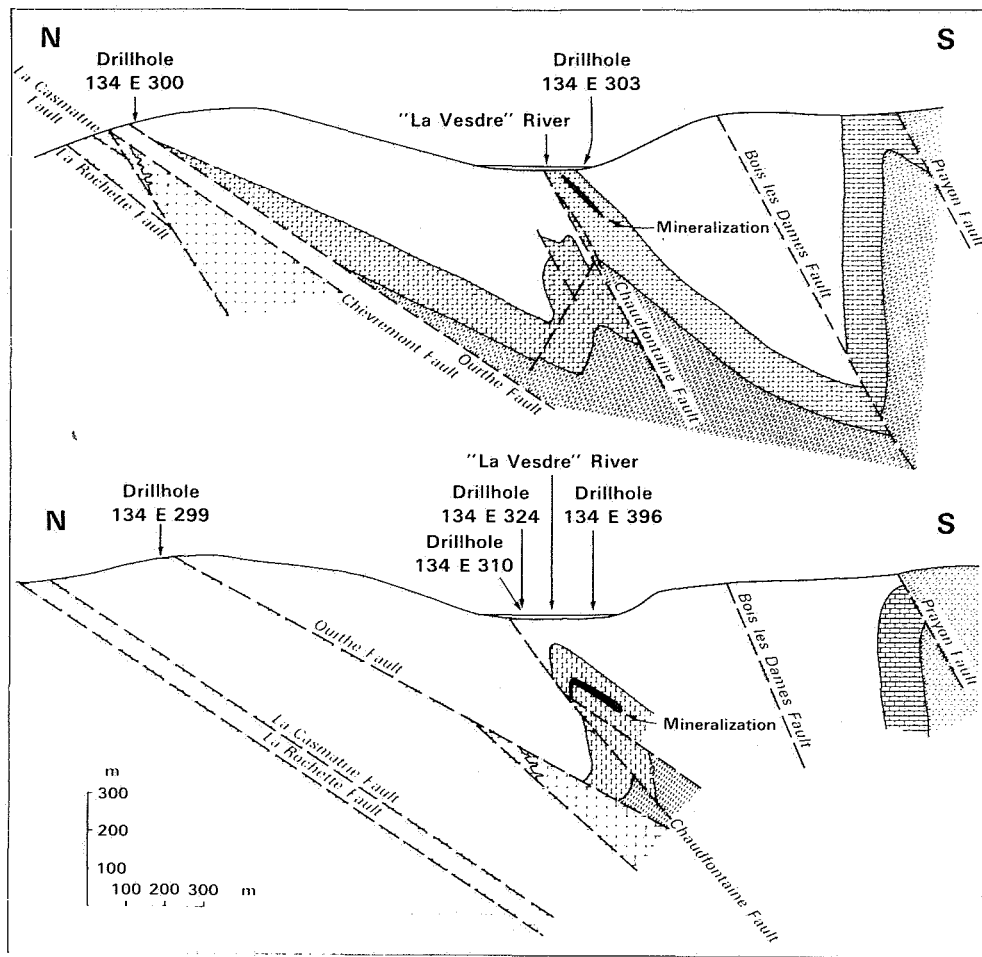 N
S
Drillhole
134 E 300
Drillhole
134 E 303
"La Vesdre" River
La Casmatrie
Fault
La Rochette Fault
Mineralization
Bois les Dames Fault
Prayon Fault
Chaudfontaine Fault
Chèvremont Fault
Ourthe Fault
"La Vesdre" River
Drillhole
134 E 299
Drillhole
134 E 324
Drillhole
134 E 396
N
S
Drillhole
134 E 310
Ourthe Fault
Bois les Dames Fault
Prayon Fault
Mineralization
La Casmatrie Fault
La Rochette Fault
Chaudfontaine Fault
m
300
200
100
100 200 300 m